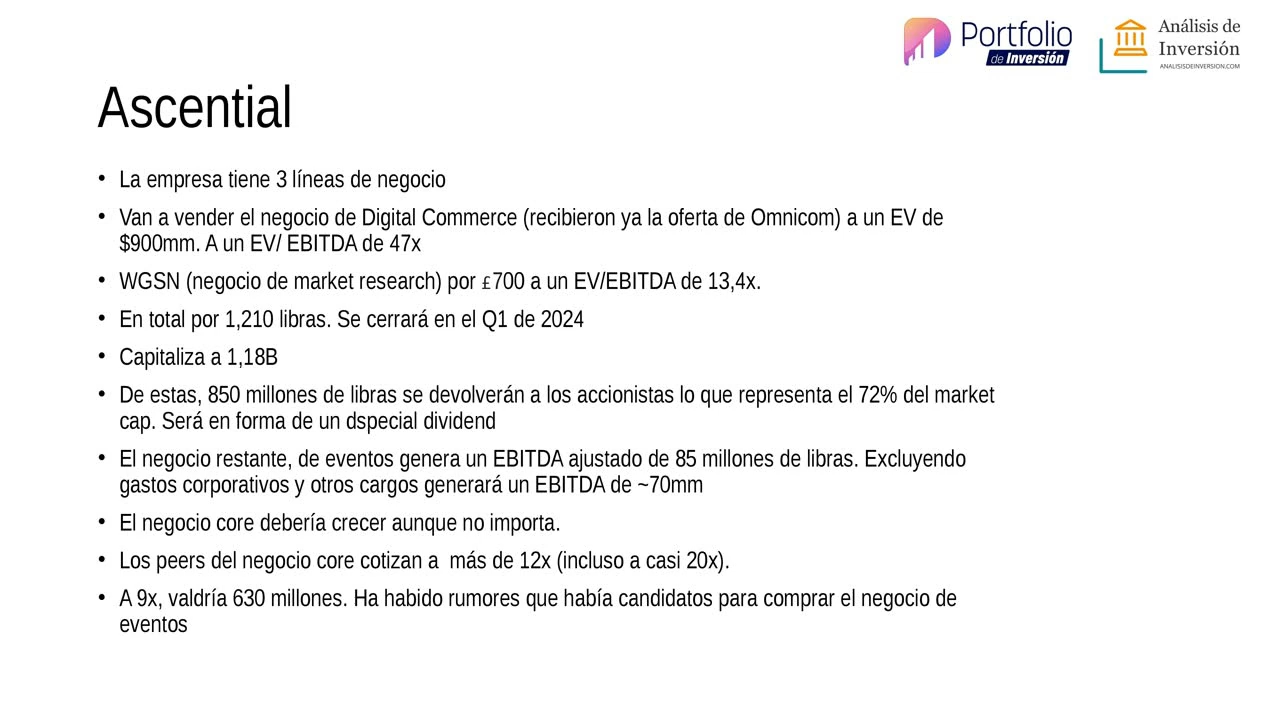 Portfolio
de Inversión
Análisis de
Inversión
ANALISISDEINVERSION.COM
Ascential
• La empresa tiene 3 líneas de negocio
• Van a vender el negocio de Digital Commerce (recibieron ya la oferta de Omnicom) a un EV de
$900mm. A un EV/ EBITDA de 47x
• WGSN (negocio de market research) por £700 a un EV/EBITDA de 13,4x.
• En total por 1,210 libras. Se cerrará en el Q1 de 2024
• Capitaliza a 1,18B
• De estas, 850 millones de libras se devolverán a los accionistas lo que representa el 72% del market
cap. Será en forma de un dspecial dividend
• El negocio restante, de eventos genera un EBITDA ajustado de 85 millones de libras. Excluyendo
gastos corporativos y otros cargos generará un EBITDA de ~70mm
• El negocio core debería crecer aunque no importa.
• Los peers del negocio core cotizan a  más de 12x (incluso a casi 20x).
• A 9x, valdría 630 millones. Ha habido rumores que había candidatos para comprar el negocio de
eventos